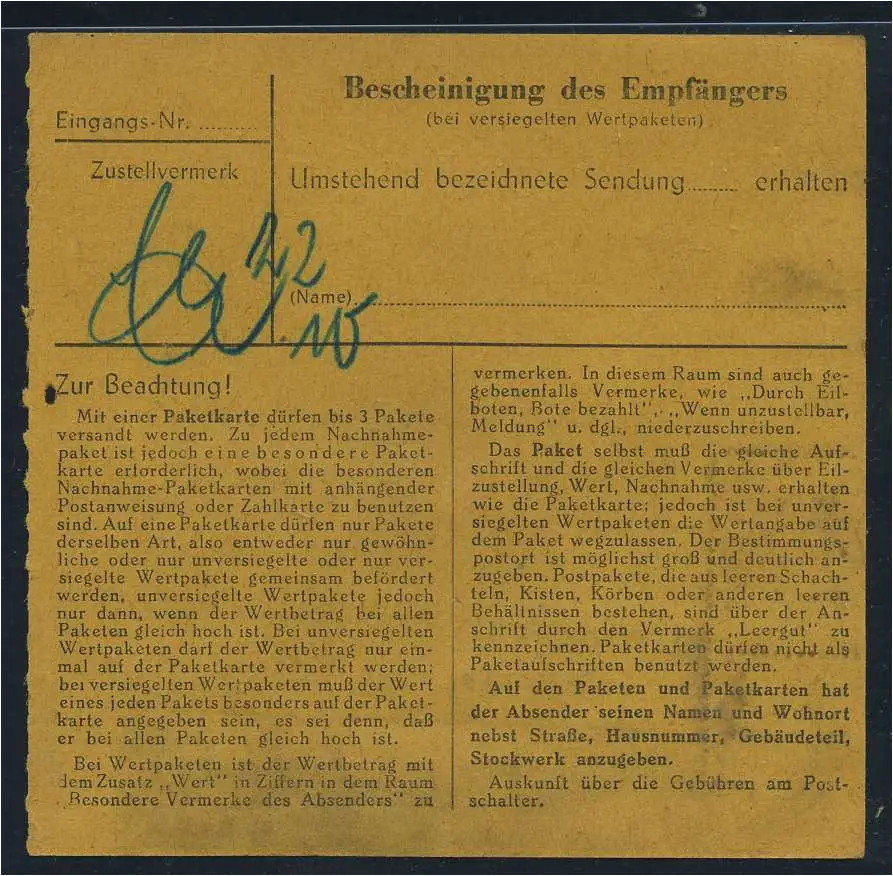 Eingangs-Nr. ..........
Zustellvermerk
Bescheinigung des Empfängers
(bei versiegelten Wertpaketen)
Umstehend bezeichnete Sendung......... erhalten
22
(Name)
Zur Beachtung!
Mit einer Paketkarte dürfen bis 3 Pakete
versandt werden. Zu jedem Nachnahme-
paket ist jedoch eine besondere Paket-
karte erforderlich, wobei die besonderen
Nachnahme-Paketkarten mit anhängender
Postanweisung oder Zahlkarte zu benutzen
sind. Auf eine Paketkarte dürfen nur Pakete
derselben Art, also entweder nur gewöhn-
liche oder nur unversiegelte oder nur ver-
siegelte Wertpakete gemeinsam befördert
werden, unversiegelte Wertpakete jedoch
nur dann, wenn der Wertbetrag bei allen
Paketen gleich hoch ist. Bei unversiegelten
Wertpaketen darf der Wertbetrag nur ein-
mal auf der Paketkarte vermerkt werden;
bei versiegelten Wertpaketen muß der Wert
eines jeden Pakets besonders auf der Paket-
karte angegeben sein, es sei denn, daß
er bei allen Paketen gleich hoch ist.
Bei Wertpaketen ist der Wertbetrag mit
dem Zusatz „Wert" in Ziffern in dem Raum
„Besondere Vermerke des Absenders" zu
vermerken. In diesem Raum sind auch ge-
gebenenfalls Vermerke, wie „Durch Eil-
boten, Bote bezahlt", „Wenn unzustellbar,
Meldung" u. dgl., niederzuschreiben.
Das Paket selbst muß die gleiche Auf-
schrift und die gleichen Vermerke über Eil-
zustellung, Wert, Nachnahme usw. erhalten
wie die Paketkarte; jedoch ist bei unver-
siegelten Wertpaketen die Wertangabe auf
dem Paket wegzulassen. Der Bestimmungs-
postort ist möglichst groß und deutlich an-
zugeben. Postpakete, die aus leeren Schach-
teln, Kisten, Körben oder anderen leeren
Behältnissen bestehen, sind über der An-
schrift durch den Vermerk „Leergut" zu
kennzeichnen. Paketkarten dürfen nicht als
Paketaufschriften benutzt werden.
Auf den Paketen und Paketkarten hat
der Absender seinen Namen und Wohnort
nebst Straße, Hausnummer, Gebäudeteil,
Stockwerk anzugeben.
Auskunft über die Gebühren am Post-
schalter.